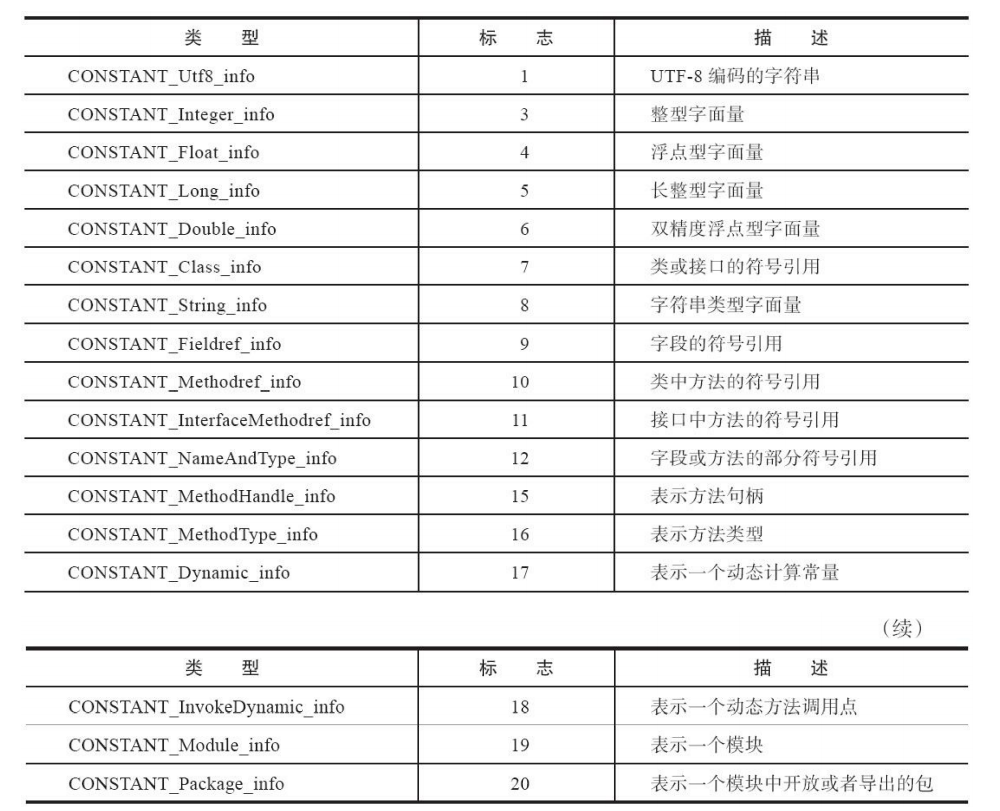 类 型 标 志 描 述
CONSTANT_Utf8_info 1 UTF-8 编码的字符串
CONSTANT_Integer_info 3 整型字面量
CONSTANT_Float_info 4 浮点型字面量
CONSTANT_Long_info 5 长整型字面量
CONSTANT_Double_info 6 双精度浮点型字面量
CONSTANT_Class_info 7 类或接口的符号引用
CONSTANT_String_info 8 字符串类型字面量
CONSTANT_Fieldref_info 9 字段的符号引用
CONSTANT_Methodref_info 10 类中方法的符号引用
CONSTANT_InterfaceMethodref_info 11 接口中方法的符号引用
CONSTANT_NameAndType_info 12 字段或方法的部分符号引用
CONSTANT_MethodHandle_info 15 表示方法句柄
CONSTANT_MethodType_info 16 表示方法类型
CONSTANT_Dynamic_info 17 表示一个动态计算常量
（续）
类 型 标 志 描 述
CONSTANT_InvokeDynamic_info 18 表示一个动态方法调用点
CONSTANT_Module_info 19 表示一个模块
CONSTANT_Package_info 20 表示一个模块中开放或者导出的包